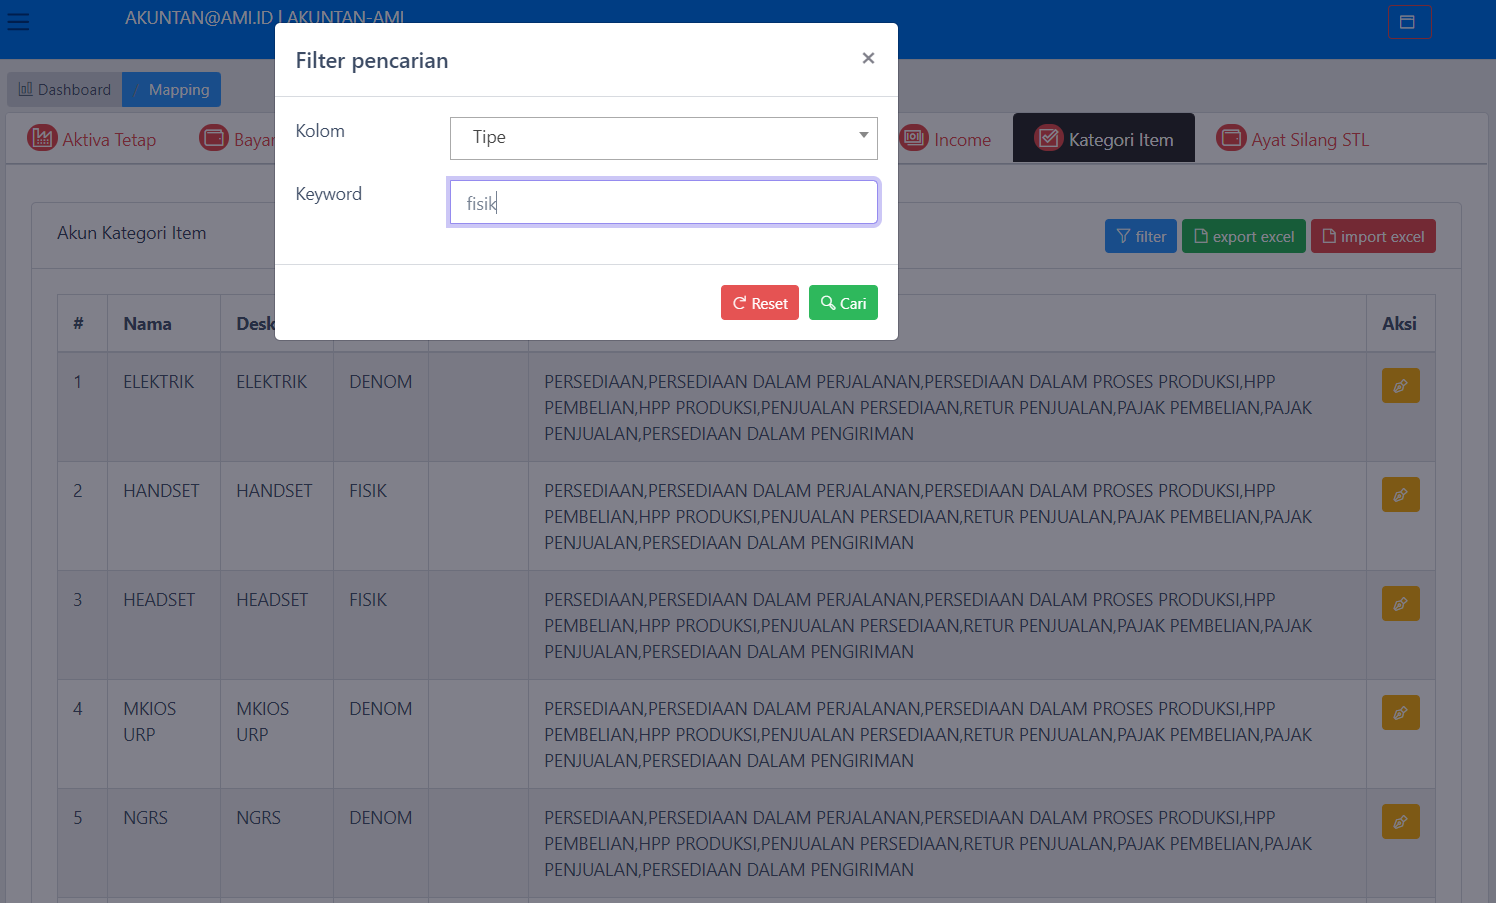 AKUNTAN@AMI.ID | AKUNTAN-AMI
Filter pencarian
×
Kolom
Tipe
Keyword
fisik
Reset
Cari
Dashboard
/ Mapping
Aktiva Tetap
Income
Kategori Item
Ayat Silang STL
Akun Kategori Item
filter
export excel
import excel
# Nama Aksi
1 ELEKTRIK ELEKTRIK DENOM PERSEDIAAN,PERSEDIAAN DALAM PERJALANAN,PERSEDIAAN DALAM PROSES PRODUKSI,HPP
PEMBELIAN,HPP PRODUKSI,PENJUALAN PERSEDIAAN,RETUR PENJUALAN,PAJAK PEMBELIAN,PAJAK
PENJUALAN,PERSEDIAAN DALAM PENGIRIMAN
2 HANDSET HANDSET FISIK PERSEDIAAN,PERSEDIAAN DALAM PERJALANAN,PERSEDIAAN DALAM PROSES PRODUKSI,HPP
PEMBELIAN,HPP PRODUKSI,PENJUALAN PERSEDIAAN,RETUR PENJUALAN,PAJAK PEMBELIAN,PAJAK
PENJUALAN,PERSEDIAAN DALAM PENGIRIMAN
3 HEADSET HEADSET FISIK PERSEDIAAN,PERSEDIAAN DALAM PERJALANAN,PERSEDIAAN DALAM PROSES PRODUKSI,HPP
PEMBELIAN,HPP PRODUKSI,PENJUALAN PERSEDIAAN,RETUR PENJUALAN,PAJAK PEMBELIAN,PAJAK
PENJUALAN,PERSEDIAAN DALAM PENGIRIMAN
4 MKIOS MKIOS DENOM PERSEDIAAN,PERSEDIAAN DALAM PERJALANAN,PERSEDIAAN DALAM PROSES PRODUKSI,HPP
URP URP PEMBELIAN,HPP PRODUKSI,PENJUALAN PERSEDIAAN,RETUR PENJUALAN,PAJAK PEMBELIAN,PAJAK
PENJUALAN,PERSEDIAAN DALAM PENGIRIMAN
5 NGRS NGRS DENOM PERSEDIAAN,PERSEDIAAN DALAM PERJALANAN,PERSEDIAAN DALAM PROSES PRODUKSI,HPP
PEMBELIAN,HPP PRODUKSI,PENJUALAN PERSEDIAAN,RETUR PENJUALAN,PAJAK PEMBELIAN,PAJAK
PENJUALAN,PERSEDIAAN DALAM PENGIRIMAN